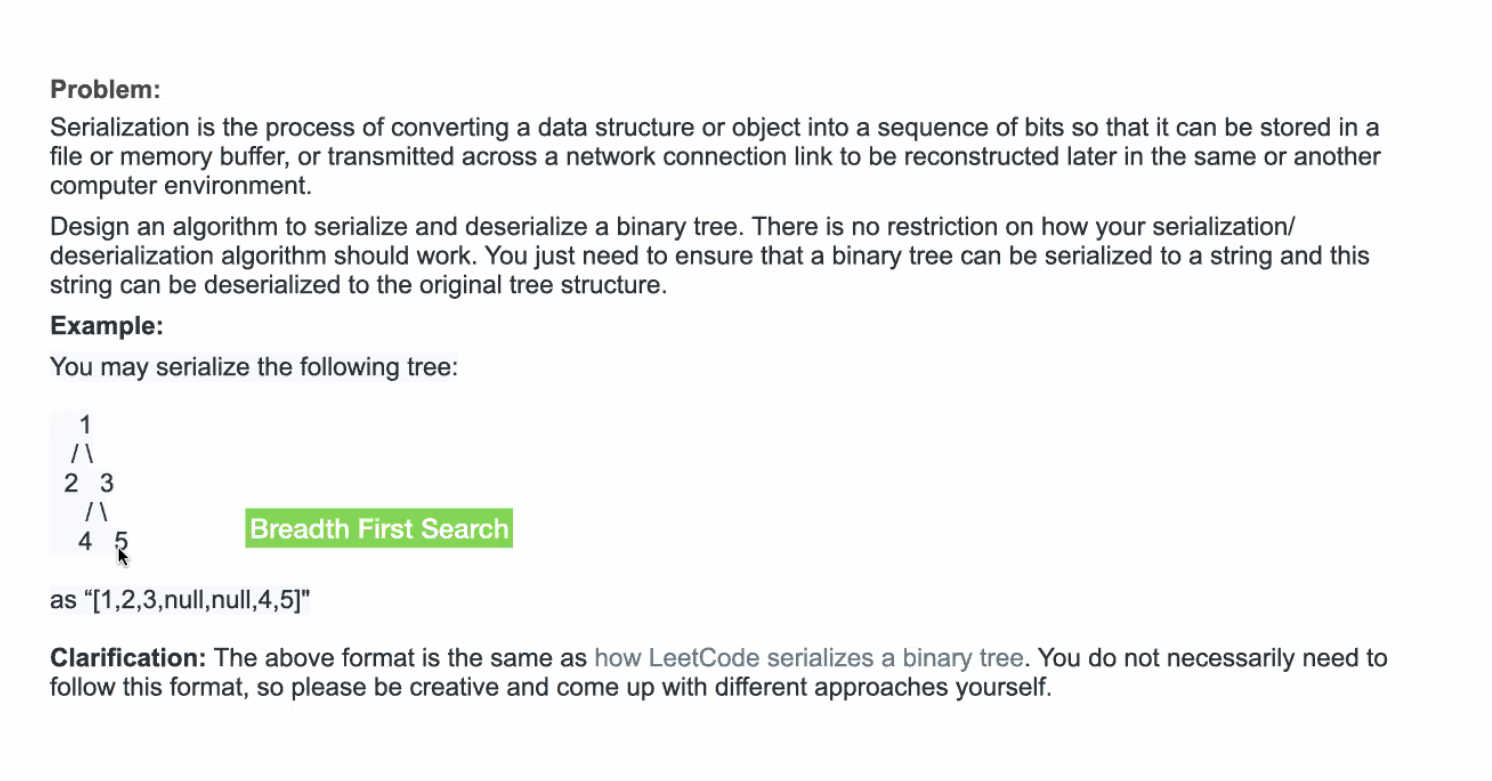 Problem:
Serialization is the process of converting a data structure or object into a sequence of bits so that it can be stored in a
file or memory buffer, or transmitted across a network connection link to be reconstructed later in the same or another
computer environment.
Design an algorithm to serialize and deserialize a binary tree. There is no restriction on how your serialization/
deserialization algorithm should work. You just need to ensure that a binary tree can be serialized to a string and this
string can be deserialized to the original tree structure.
Example:
You may serialize the following tree:
1
/ \
2 3
/ \
4 5
Breadth First Search
as “[1,2,3,null,null,4,5]"
Clarification: The above format is the same as how LeetCode serializes a binary tree. You do not necessarily need to
follow this format, so please be creative and come up with different approaches yourself.